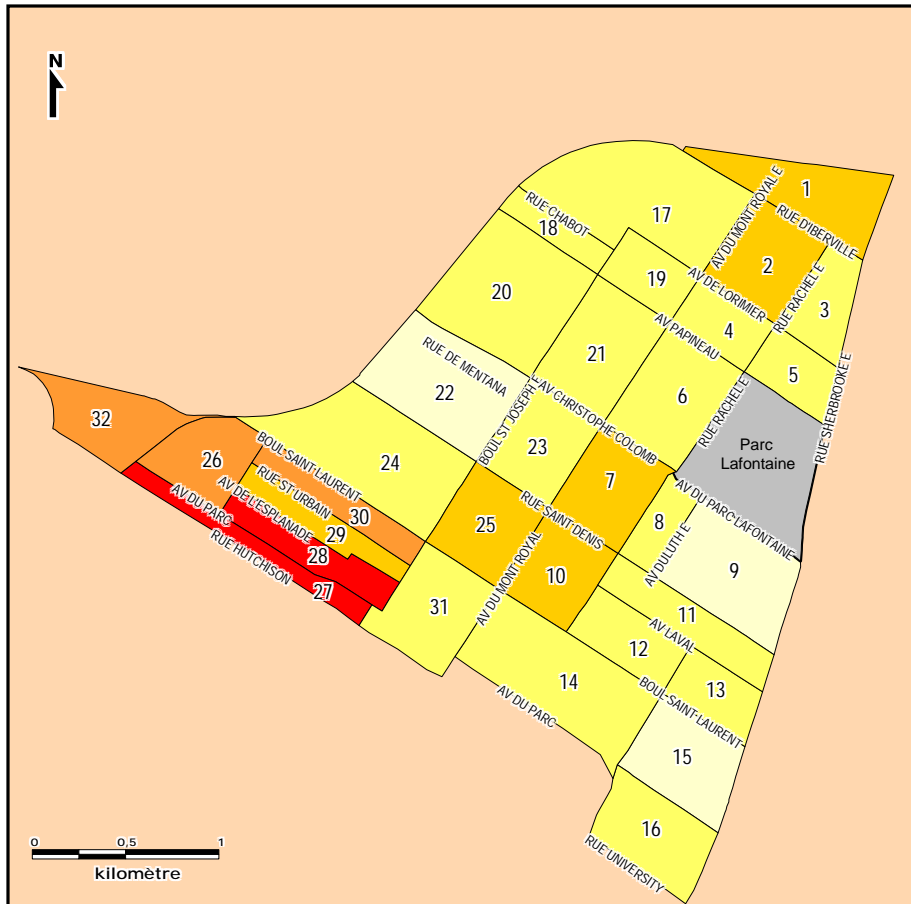 N
1
RUE D'IBERVILLE
AV DU MONT ROYAL E
17
RUE CHABOT
18
2
RUE RACHEL E
19
AV DE LORIMIER
3
20
4
AV PAPINEAU
RUE DE MENTANA
21
5
22
AV CHRISTOPHE COLOMB
6
RUE RACHEL E
RUE SHERBROOKE E
BOUL ST JOSEPH E
32
Parc
Lafontaine
26
BOUL SAINT-LAURENT
24
23
7
RUE ST-URBAIN
AV DE L'ESPLANADE
30
AV DU PARC
29
28
RUE HUTCHISON
27
25
RUE SAINT-DENIS
8
AV DU PARC LAFONTAINE
AV DULUTH E
9
10
AV DU MONT ROYAL
31
11
AV LAVAL
12
14
13
BOUL-SAINT-LAURENT
AV DU PARC
15
16
RUE UNIVERSITY
0 0,5 1
kilomètre